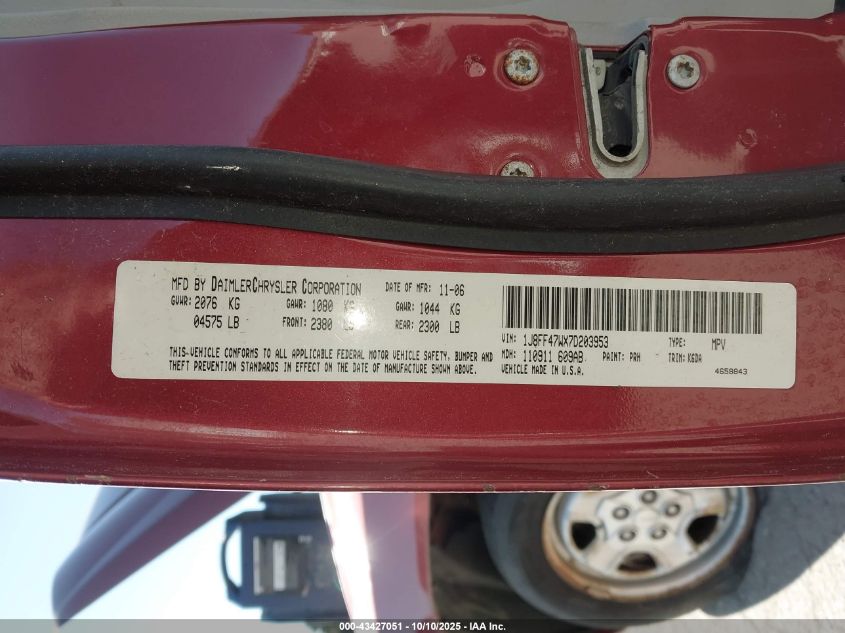 MFD BY DAIMLERCHRYSLER CORPORATION DATE OF MFR: 11-06
GVWR: 2076 KG GAWR: 1080 KG GAWR: 1044 KG
04575 LB FRONT: 2380 LB REAR: 2300 LB
THIS-VEHICLE CONFORMS TO ALL APPLICABLE FEDERAL MOTOR VEHICLE SAFETY, BUMPER AND
THEFT PREVENTION STANDARDS IN EFFECT ON THE DATE OF MANUFACTURE SHOWN ABOVE.
VIN: 1J8FF47WX7D203953 TYPE: MPV
MDH: 110911 609AB PAINT: PRH TRIM: K6DA
VEHICLE MADE IN U.S.A. 4658843
000-43427051 - 10/10/2025 - IAA Inc.